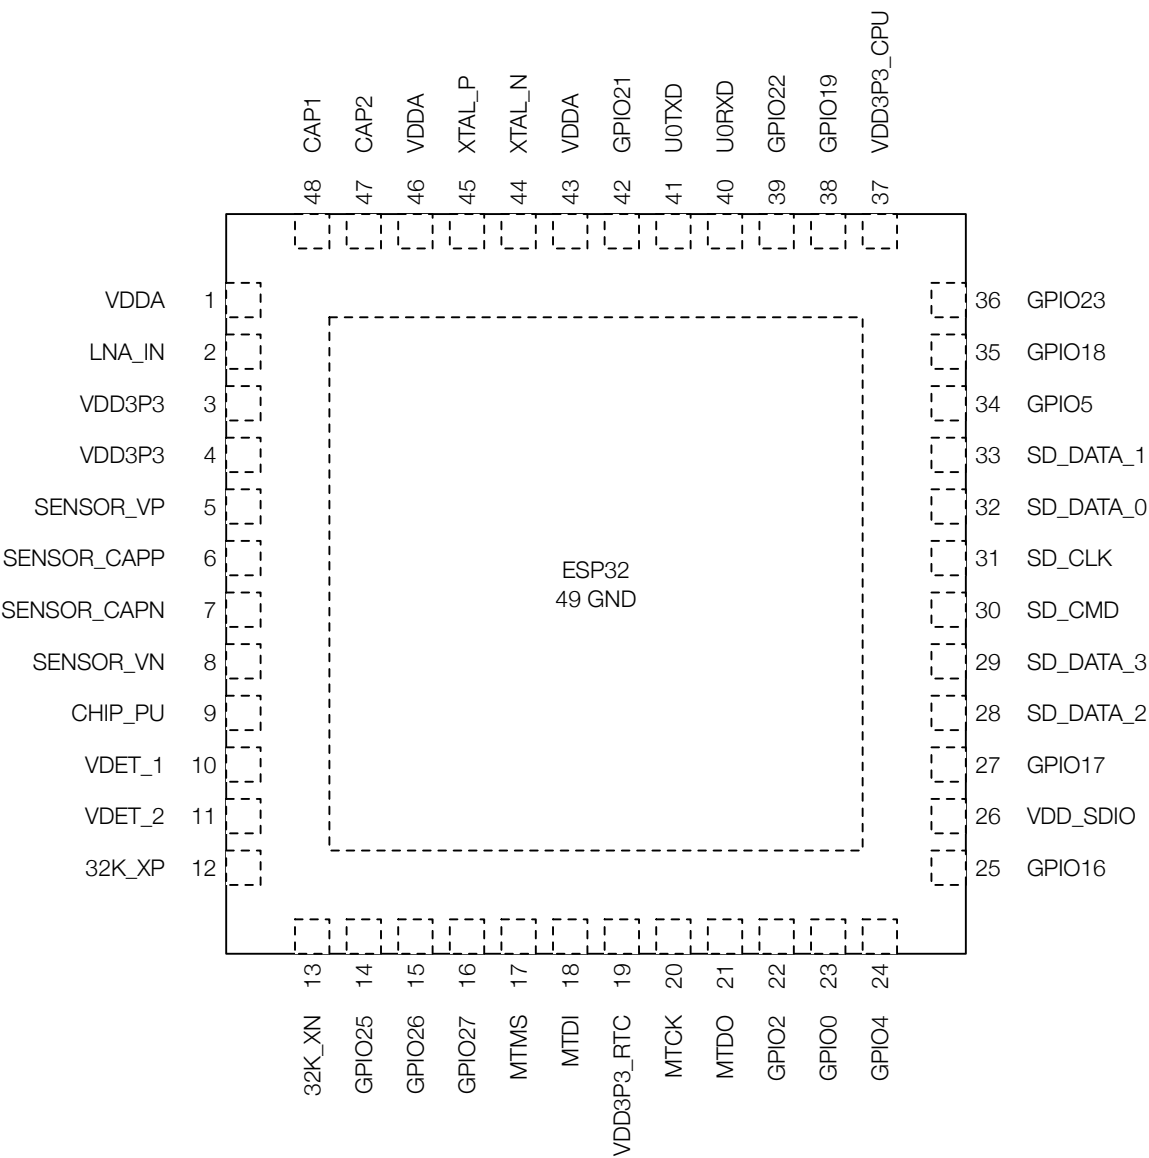 CAP1
CAP2
VDDA
XTAL_P
XTAL_N
VDDA
GPIO21
U0TXD
U0RXD
GPIO22
GPIO19
VDD3P3_CPU
48
47
46
45
44
43
42
41
40
39
38
37
VDDA 1
LNA_IN 2
VDD3P3 3
VDD3P3 4
SENSOR_VP 5
SENSOR_CAPP 6
SENSOR_CAPN 7
SENSOR_VN 8
CHIP_PU 9
VDET_1 10
VDET_2 11
32K_XP 12
ESP32
49 GND
36 GPIO23
35 GPIO18
34 GPIO5
33 SD_DATA_1
32 SD_DATA_0
31 SD_CLK
30 SD_CMD
29 SD_DATA_3
28 SD_DATA_2
27 GPIO17
26 VDD_SDIO
25 GPIO16
13
14
15
16
17
18
19
20
21
22
23
24
32K_XN
GPIO25
GPIO26
GPIO27
MTMS
MTDI
VDD3P3_RTC
MTCK
MTDO
GPIO2
GPIO0
GPIO4